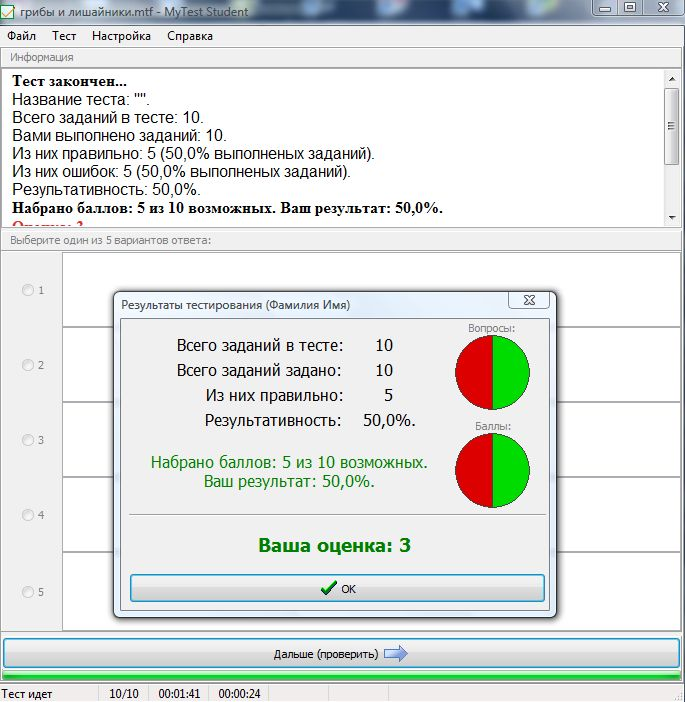 грибы и лишайники.mtf - MyTest Student
Файл Тест Настройка Справка
Информация
Тест закончен...
Название теста: "".
Всего заданий в тесте: 10.
Вами выполнено заданий: 10.
Из них правильно: 5 (50,0% выполненых заданий).
Из них ошибок: 5 (50,0% выполненых заданий).
Результативность: 50,0%.
Набрано баллов: 5 из 10 возможных. Ваш результат: 50,0%.
Оценка: 3
Выберите один из 5 вариантов ответа:
1
2
3
4
5
Результаты тестирования (Фамилия Имя)
Всего заданий в тесте: 10
Всего заданий задано: 10
Из них правильно: 5
Результативность: 50,0%.
Вопросы:
Баллы:
Набрано баллов: 5 из 10 возможных.
Ваш результат: 50,0%.
Ваша оценка: 3
OK
Дальше (проверить)
Тест идет 10/10 00:01:41 00:00:24